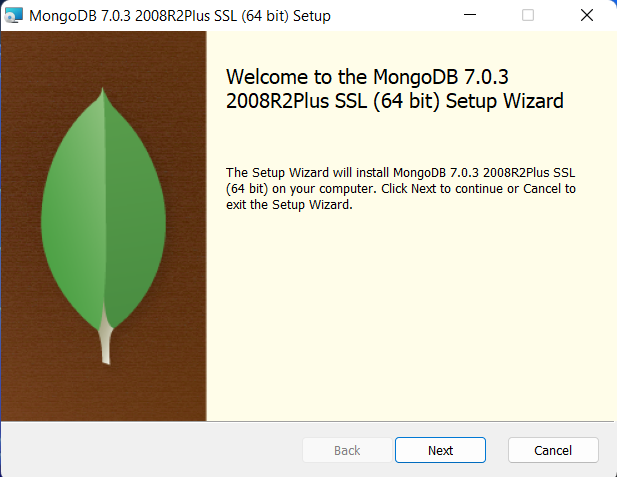 MongoDB 7.0.3 2008R2Plus SSL (64 bit) Setup
Welcome to the MongoDB 7.0.3
2008R2Plus SSL (64 bit) Setup Wizard
The Setup Wizard will install MongoDB 7.0.3 2008R2Plus SSL
(64 bit) on your computer. Click Next to continue or Cancel to
exit the Setup Wizard.
Back
Next
Cancel